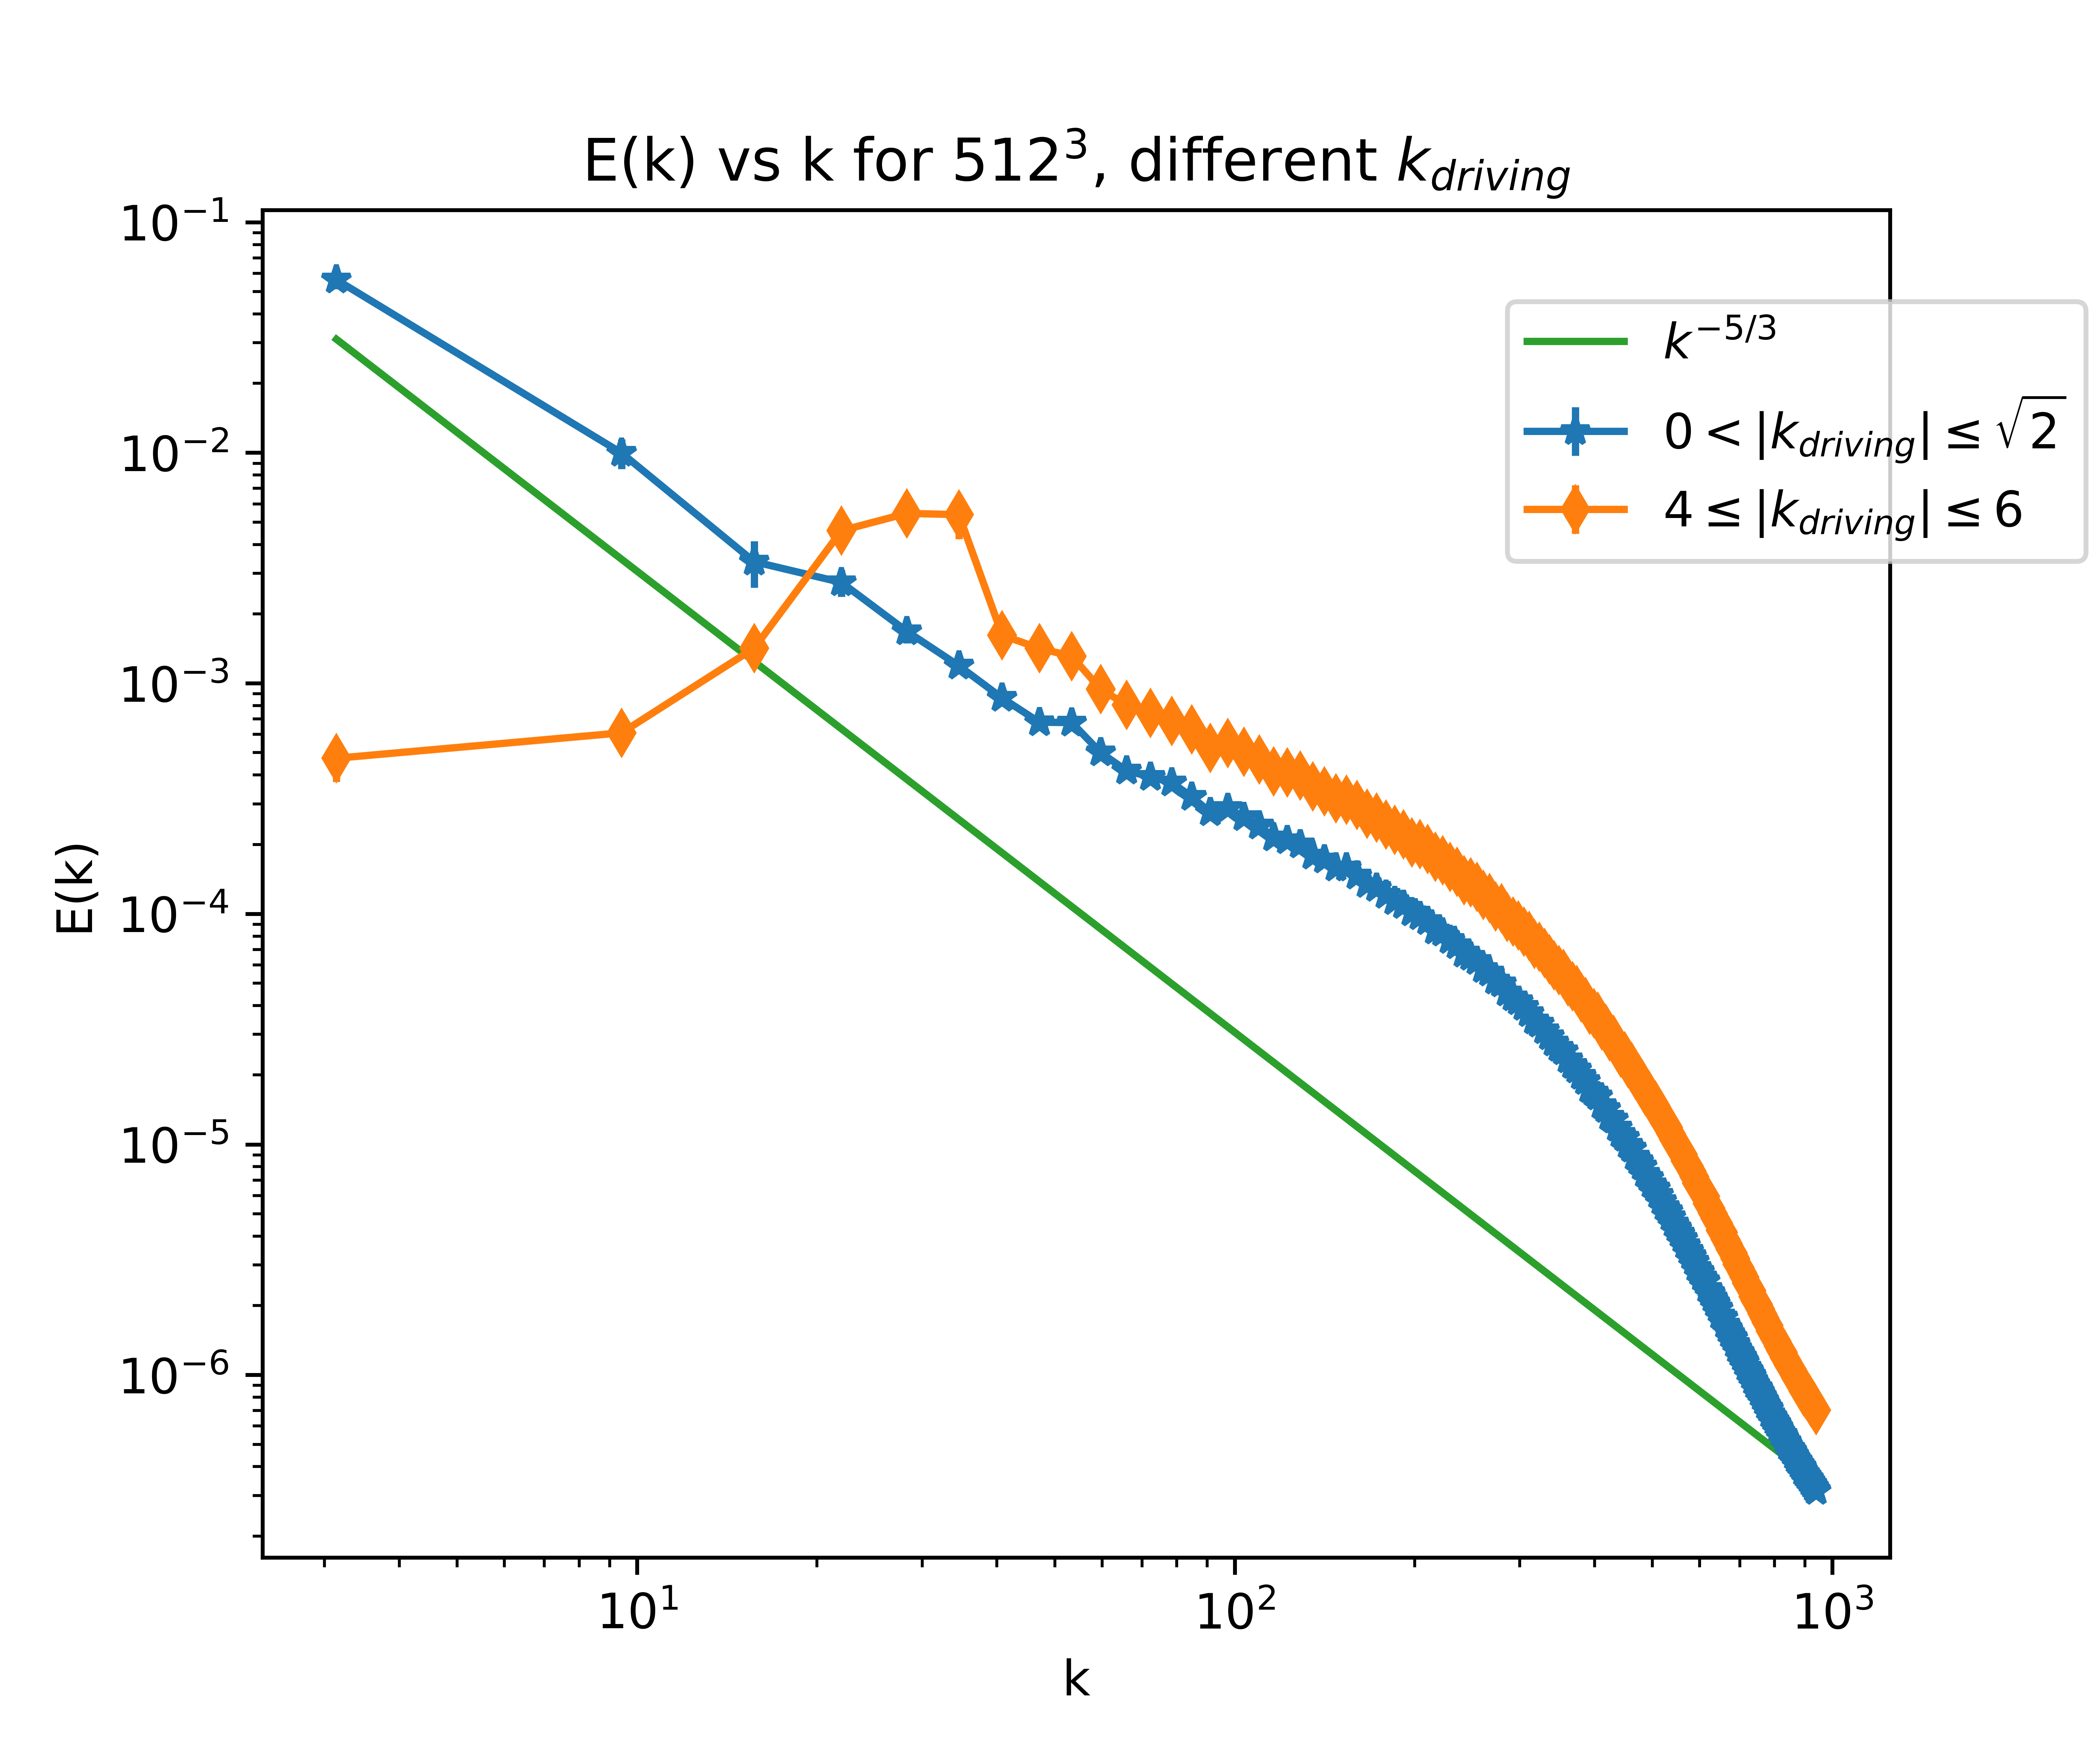 E(k) vs k for 512³, different k_driving
10⁻¹
10⁻²
10⁻³
10⁻⁴
10⁻⁵
10⁻⁶
E(k)
k^−5/3
0 < |k_driving| ≤ √2
4 ≤ |k_driving| ≤ 6
10¹
10²
10³
k